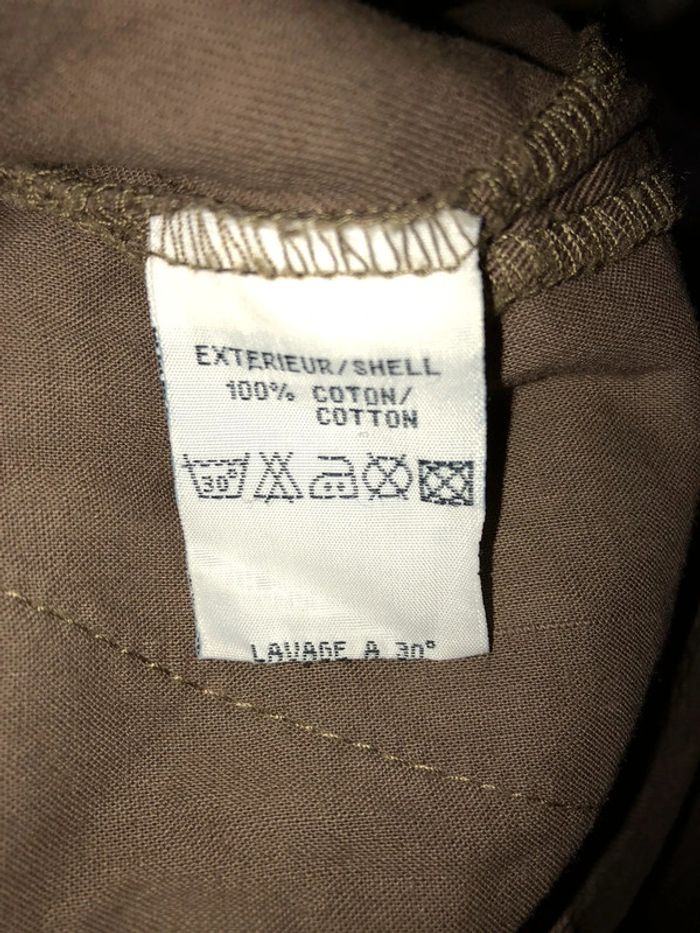 EXTERIEUR/SHELL
100% COTON/
COTTON
30°
LAVAGE A 30°